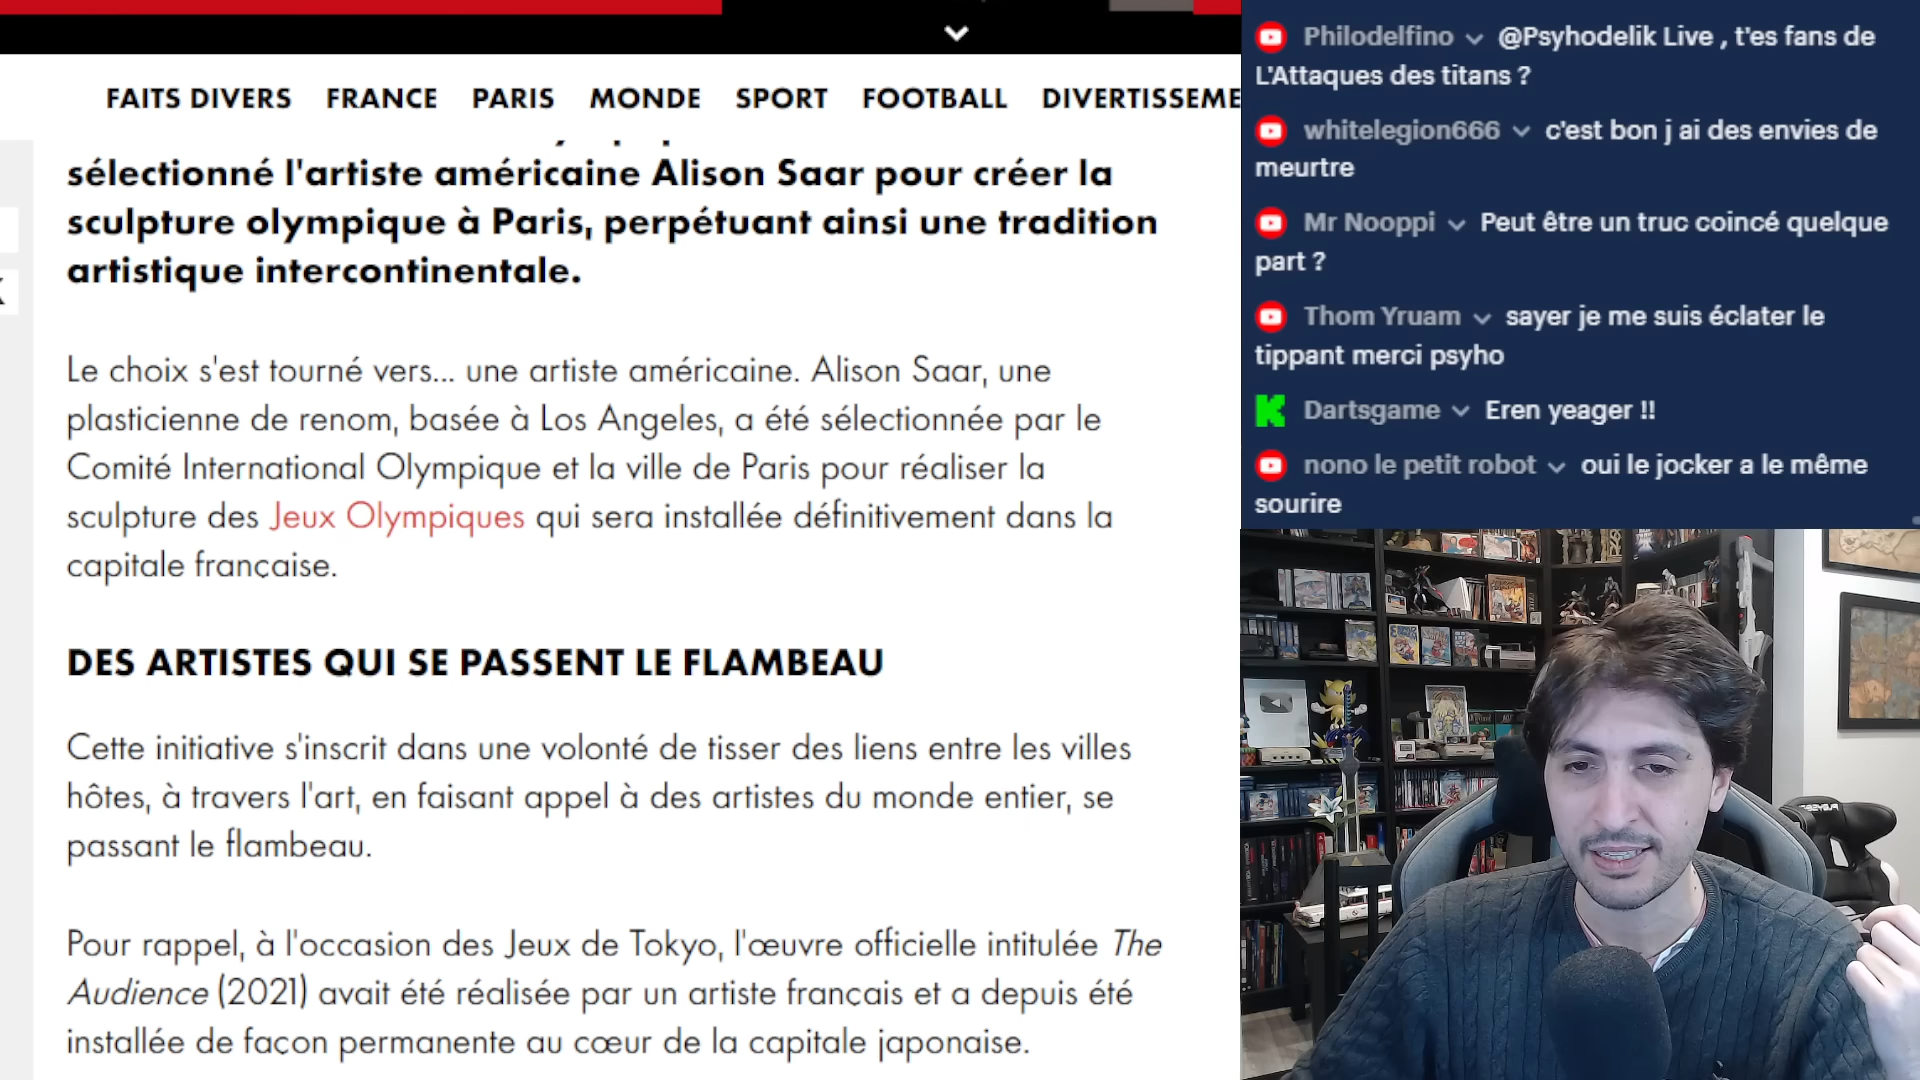 FAITS DIVERS FRANCE PARIS MONDE SPORT FOOTBALL DIVERTISSEME
sélectionné l'artiste américaine Alison Saar pour créer la
sculpture olympique à Paris, perpétuant ainsi une tradition
artistique intercontinentale.
Le choix s'est tourné vers... une artiste américaine. Alison Saar, une
plasticienne de renom, basée à Los Angeles, a été sélectionnée par le
Comité International Olympique et la ville de Paris pour réaliser la
sculpture des Jeux Olympiques qui sera installée définitivement dans la
capitale française.
DES ARTISTES QUI SE PASSENT LE FLAMBEAU
Cette initiative s'inscrit dans une volonté de tisser des liens entre les villes
hôtes, à travers l'art, en faisant appel à des artistes du monde entier, se
passant le flambeau.
Pour rappel, à l'occasion des Jeux de Tokyo, l'œuvre officielle intitulée The
Audience (2021) avait été réalisée par un artiste français et a depuis été
installée de façon permanente au cœur de la capitale japonaise.
Philodelfino @Psyhodelik Live , t'es fans de
L'Attaques des titans ?
whitelegion666 c'est bon j ai des envies de
meurtre
Mr Nooppi Peut être un truc coincé quelque
part ?
Thom Yruam sayer je me suis éclater le
tippant merci psyho
Dartsgame Eren yeager !!
nono le petit robot oui le jocker a le même
sourire